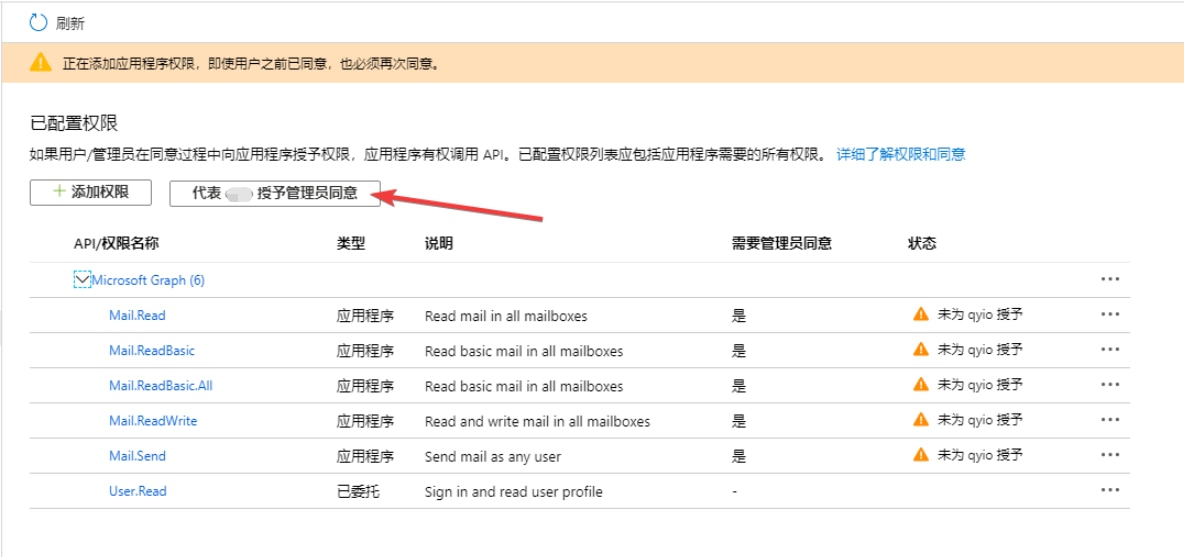 刷新
正在添加应用程序权限，即使用户之前已同意，也必须再次同意。
已配置权限
如果用户/管理员在同意过程中向应用程序授予权限，应用程序有权调用 API。已配置权限列表应包括应用程序需要的所有权限。 详细了解权限和同意
＋ 添加权限 代表 授予管理员同意
API/权限名称 类型 说明 需要管理员同意 状态
Microsoft Graph (6) ...
Mail.Read 应用程序 Read mail in all mailboxes 是 未为 qyio 授予 ...
Mail.ReadBasic 应用程序 Read basic mail in all mailboxes 是 未为 qyio 授予 ...
Mail.ReadBasic.All 应用程序 Read basic mail in all mailboxes 是 未为 qyio 授予 ...
Mail.ReadWrite 应用程序 Read and write mail in all mailboxes 是 未为 qyio 授予 ...
Mail.Send 应用程序 Send mail as any user 是 未为 qyio 授予 ...
User.Read 已委托 Sign in and read user profile - ...